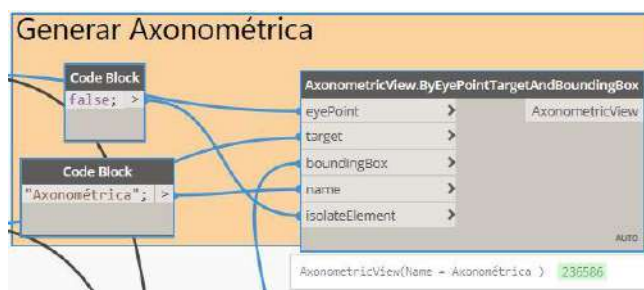 Generar Axonométrica
Code Block
false; >
Code Block
"Axonométrica"; >
AxonometricView.ByEyePointTargetAndBoundingBox
eyePoint > AxonometricView
target >
boundingBox >
name >
isolateElement >
AUTO
AxonometricView(Name = Axonométrica ) 236586